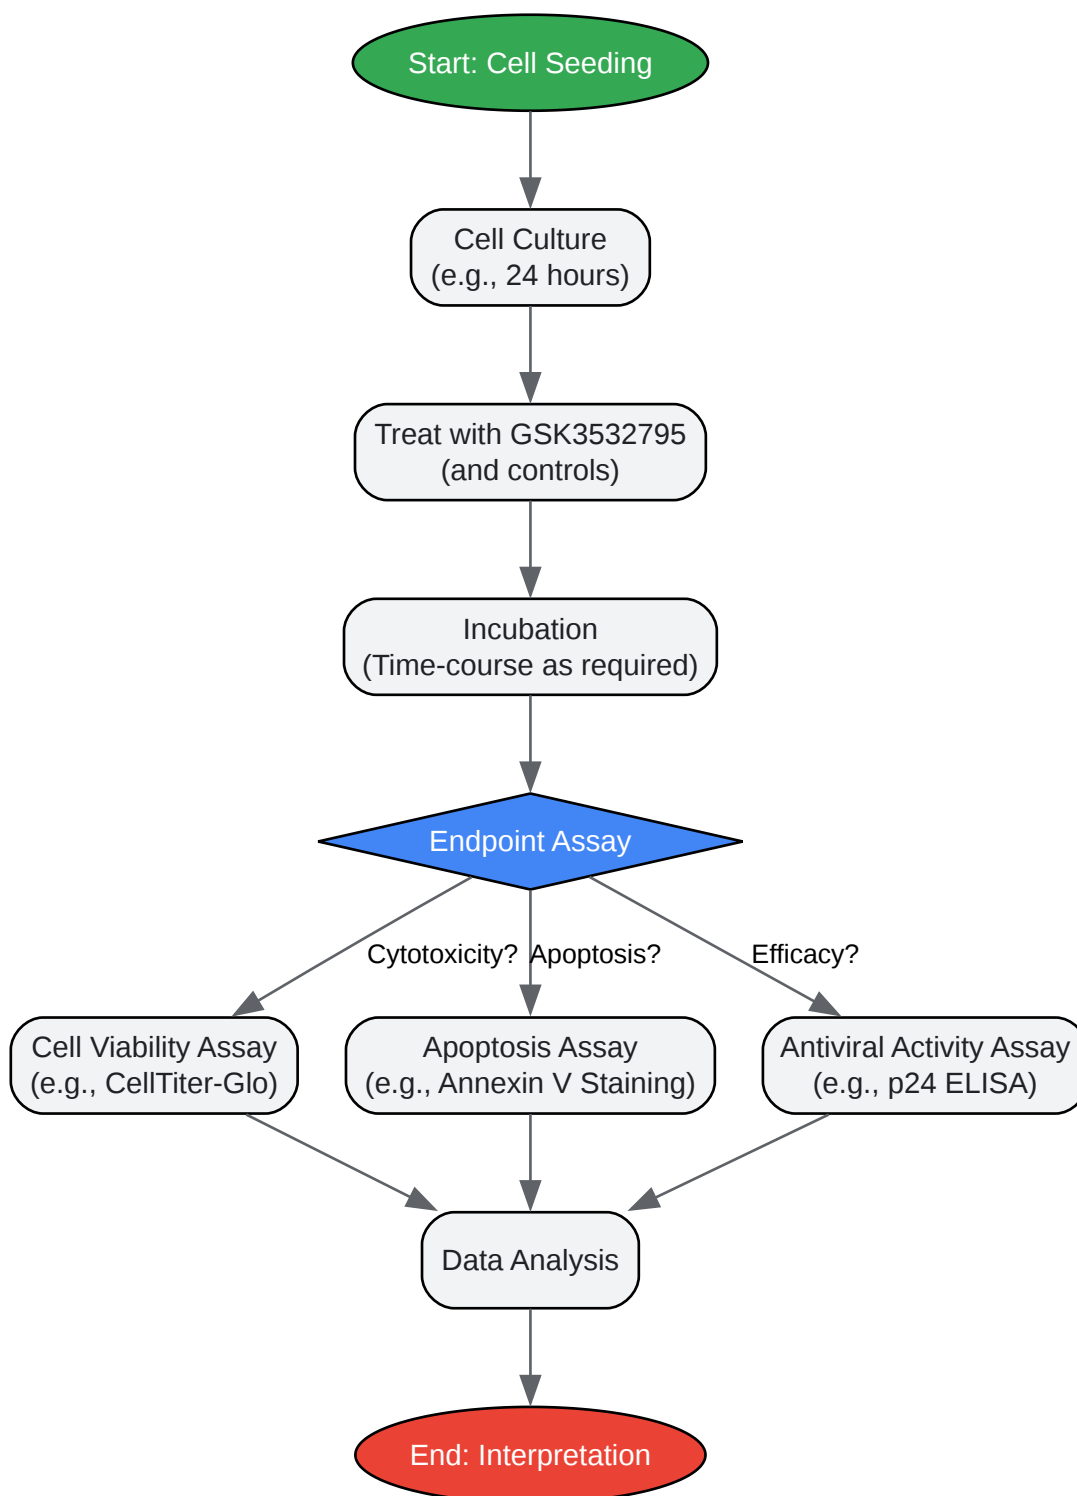 Start: Cell Seeding
Cell Culture
(e.g., 24 hours)
Treat with GSK3532795
(and controls)
Incubation
(Time-course as required)
Endpoint Assay
Cytotoxicity?
Apoptosis?
Efficacy?
Cell Viability Assay
(e.g., CellTiter-Glo)
Apoptosis Assay
(e.g., Annexin V Staining)
Antiviral Activity Assay
(e.g., p24 ELISA)
Data Analysis
End: Interpretation